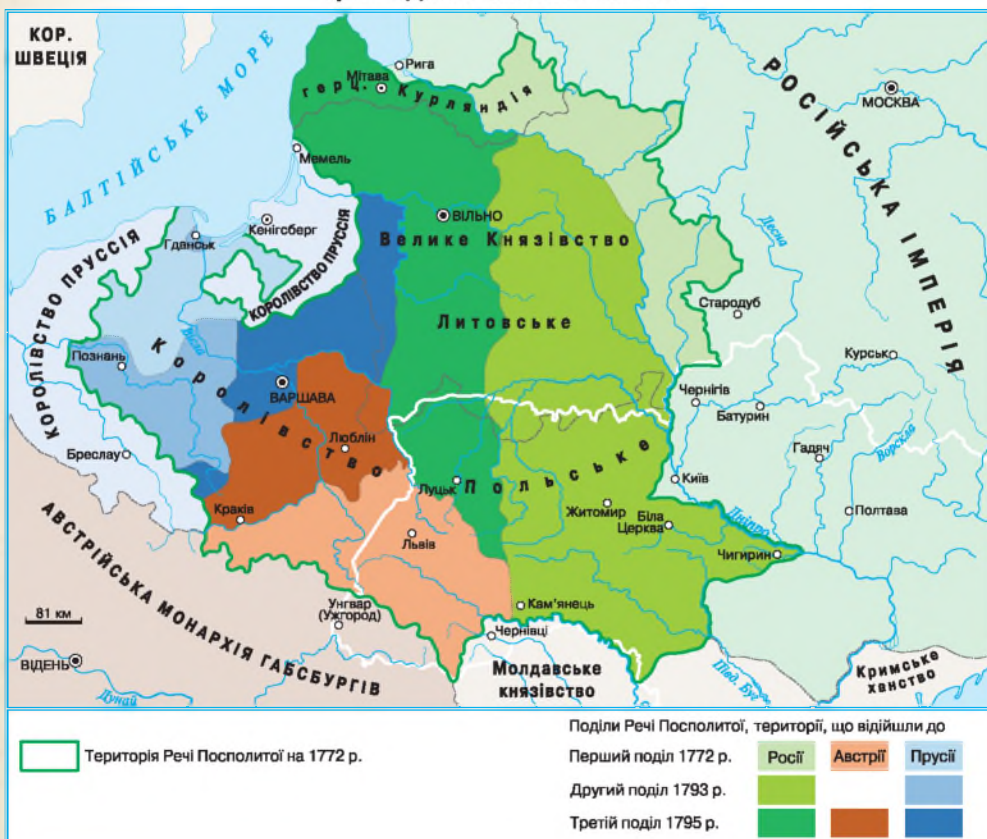 КОР.
ШВЕЦІЯ
БАЛТІЙСЬКЕ МОРЕ
Рига
Мітава
герц. Курляндія
РОСІЙСЬКА ІМПЕРІЯ
МОСКВА
Мемель
Кенігсберг
Гданськ
КОРОЛІВСТВО ПРУССІЯ
КОРОЛІВСТВО ПРУССІЯ
ВІЛЬНО
Велике Князівство
Литовське
Десна
Стародуб
Курськ
Познань
Вісла
Королівство
Польське
ВАРШАВА
Чернігів
Батурин
Бреслау
Люблін
Луцьк
Київ
Гадяч
Ворскла
Полтава
Краків
Львів
Житомир
Біла
Церква
Дніпро
Чигирин
АВСТРІЙСЬКА МОНАРХІЯ ГАБСБУРГІВ
81 км
Унгвар
(Ужгород)
Кам'янець
Чернівці
ВІДЕНЬ
Дунай
Молдавське
князівство
Півд. Буг
Кримське
ханство
Поділи Речі Посполитої, території, що відійшли до
Територія Речі Посполитої на 1772 р.
Перший поділ 1772 р. Росії Австрії Прусії
Другий поділ 1793 р.
Третій поділ 1795 р.